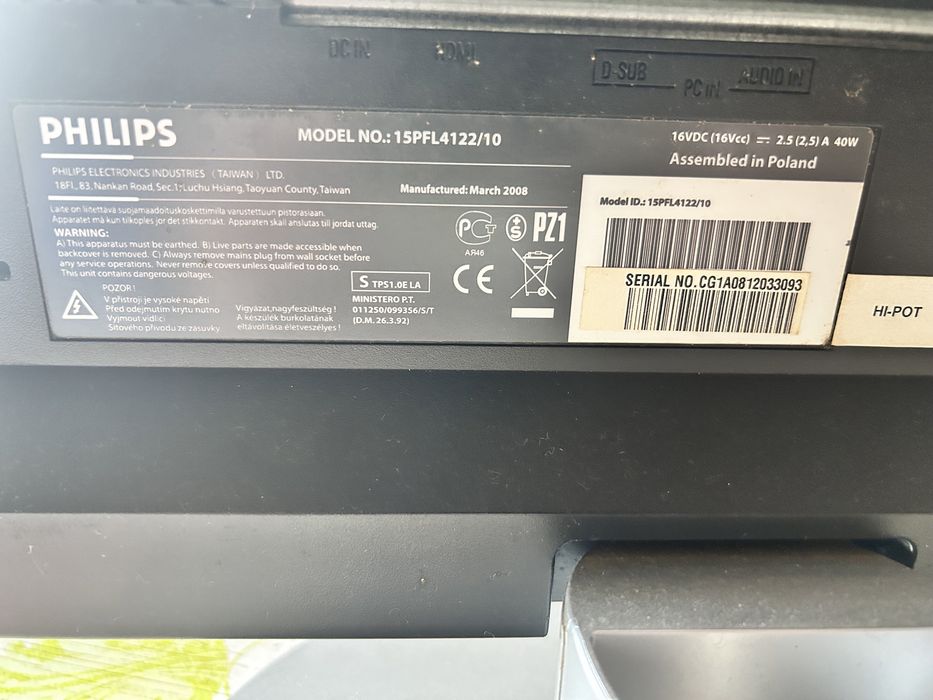 DC IN
HDMI
D-SUB
PC IN
AUDIO IN
PHILIPS
MODEL NO.: 15PFL4122/10
16VDC (16Vcc) ⎓ 2.5 (2,5) A 40W
Assembled in Poland
PHILIPS ELECTRONICS INDUSTRIES ( TAIWAN ) LTD.
18Fl., 83, Nankan Road, Sec.1; Luchu Hsiang, Taoyuan County, Taiwan
Manufactured: March 2008
Laite on liitettävä suojamaadoituskoskettimilla varustettuun pistorasiaan.
Apparatet må kun tilkoples jor det stikkontakt. Apparaten skall anslutas till jordat uttag.
WARNING:
A) This apparatus must be earthed. B) Live parts are made accessible when
backcover is removed. C) Always remove mains plug from wall socket before
any service operations. Never remove covers unless qualified to do so.
This unit contains dangerous voltages.
POZOR !
V přístroji je vysoké napětí
Před odejmutím krytu nutno
Vyjmout vidlici
Sitového přívodu ze zásuvky
Vigyázat, nagyfeszültség !
A készülék burkolatának
eltávolitása életveszélyes !
S TPS1.0E LA
MINISTERO P.T.
011250/099356/S/T
(D.M. 26.3.92)
РСТ
АЯ46
PZ1
CE
Model ID.: 15PFL4122/10
SERIAL NO. CG1A0812033093
HI-POT